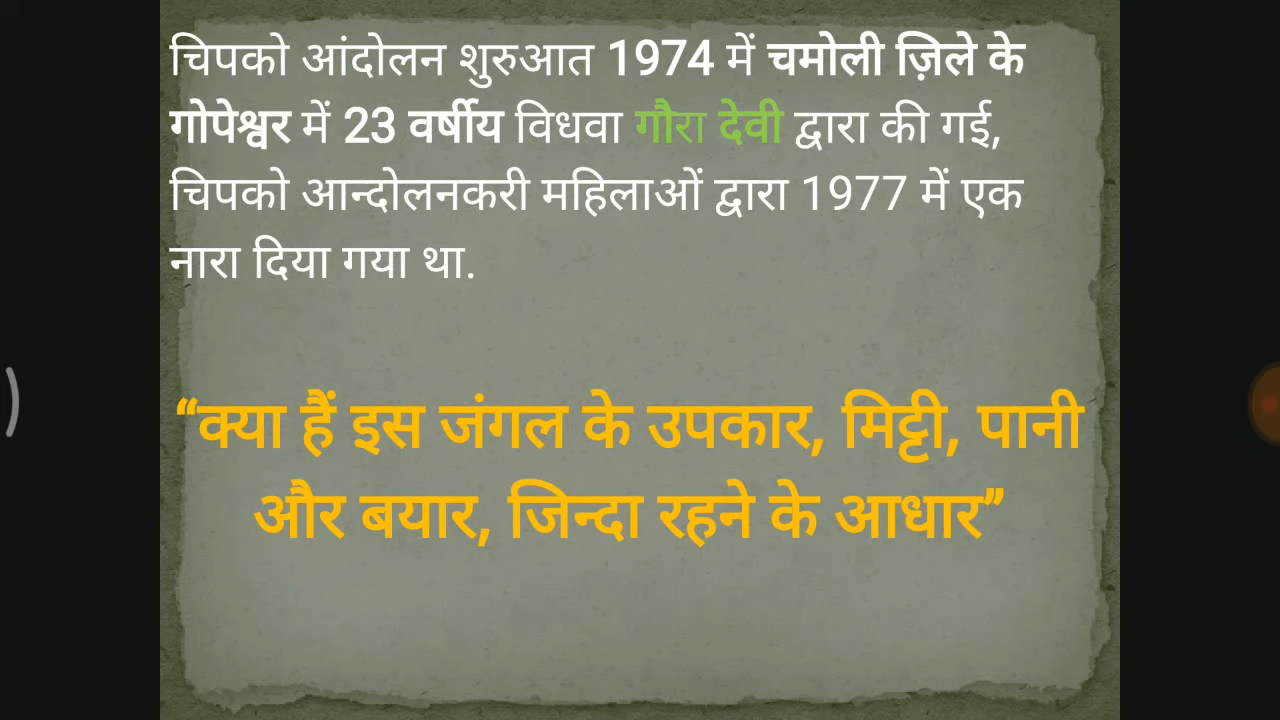 चिपको आंदोलन शुरुआत 1974 में चमोली ज़िले के
गोपेश्वर में 23 वर्षीय विधवा गौरा देवी द्वारा की गई,
चिपको आन्दोलनकरी महिलाओं द्वारा 1977 में एक
नारा दिया गया था.
“क्या हैं इस जंगल के उपकार, मिट्टी, पानी
और बयार, जिन्दा रहने के आधार”